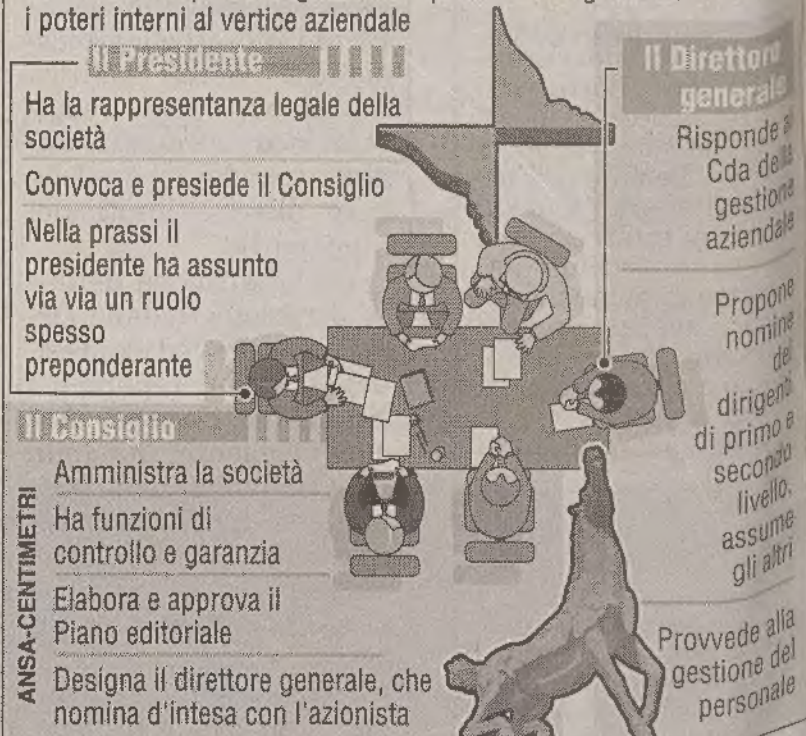 i poteri interni al vertice aziendale
Il Presidente
Ha la rappresentanza legale della
società
Convoca e presiede il Consiglio
Nella prassi il
presidente ha assunto
via via un ruolo
spesso
preponderante
Il Consiglio
Amministra la società
Ha funzioni di
controllo e garanzia
Elabora e approva il
Piano editoriale
Designa il direttore generale, che
nomina d'intesa con l'azionista
Il Direttore
generale
Risponde al
Cda della
gestione
aziendale
Propone
nomine
dei
dirigenti
di primo e
secondo
livello,
assume
gli altri
Provvede alla
gestione del
personale
ANSA-CENTIMETRI